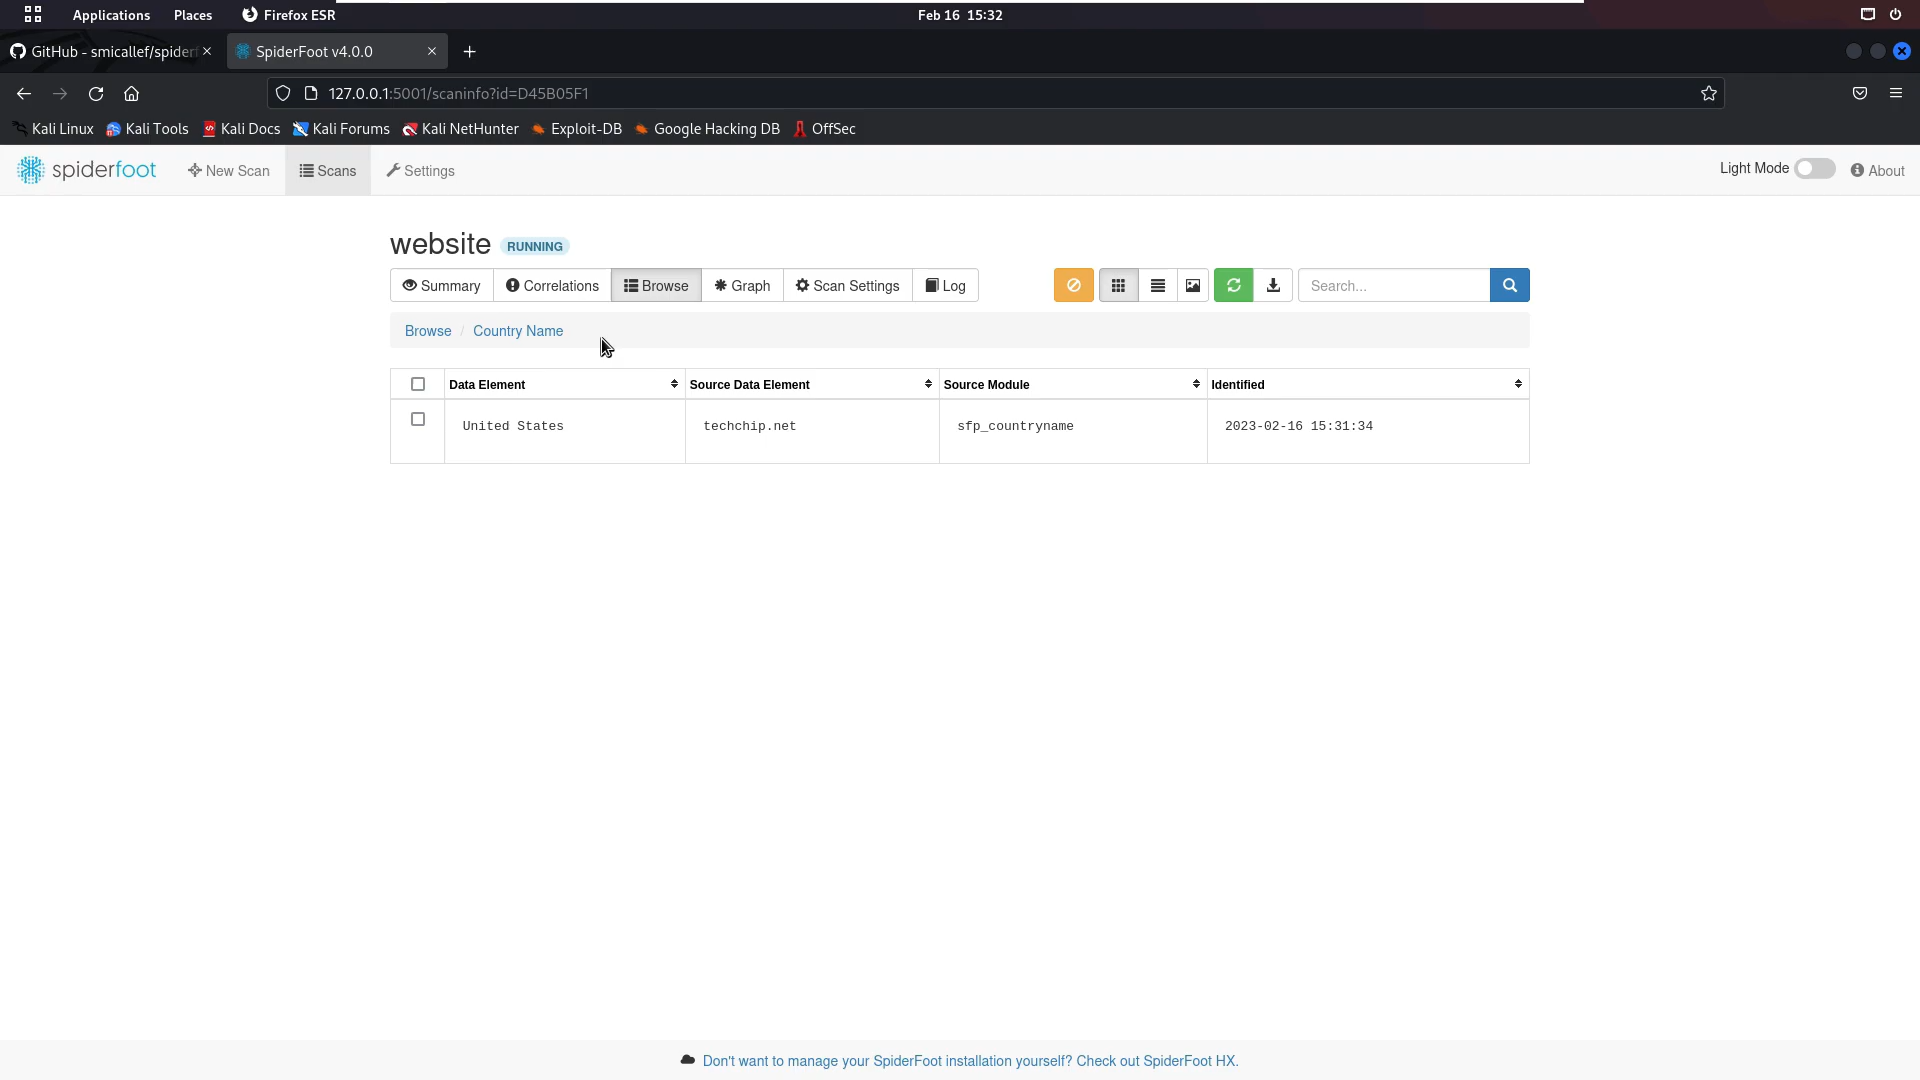 Applications Places Firefox ESR Feb 16 15:32
GitHub - smicallef/spider SpiderFoot v4.0.0
127.0.0.1:5001/scaninfo?id=D45B05F1
Kali Linux Kali Tools Kali Docs Kali Forums Kali NetHunter Exploit-DB Google Hacking DB OffSec
spiderfoot New Scan Scans Settings Light Mode About
website RUNNING
Summary Correlations Browse Graph Scan Settings Log Search...
Browse / Country Name
Data Element Source Data Element Source Module Identified
United States techchip.net sfp_countryname 2023-02-16 15:31:34
Don't want to manage your SpiderFoot installation yourself? Check out SpiderFoot HX.